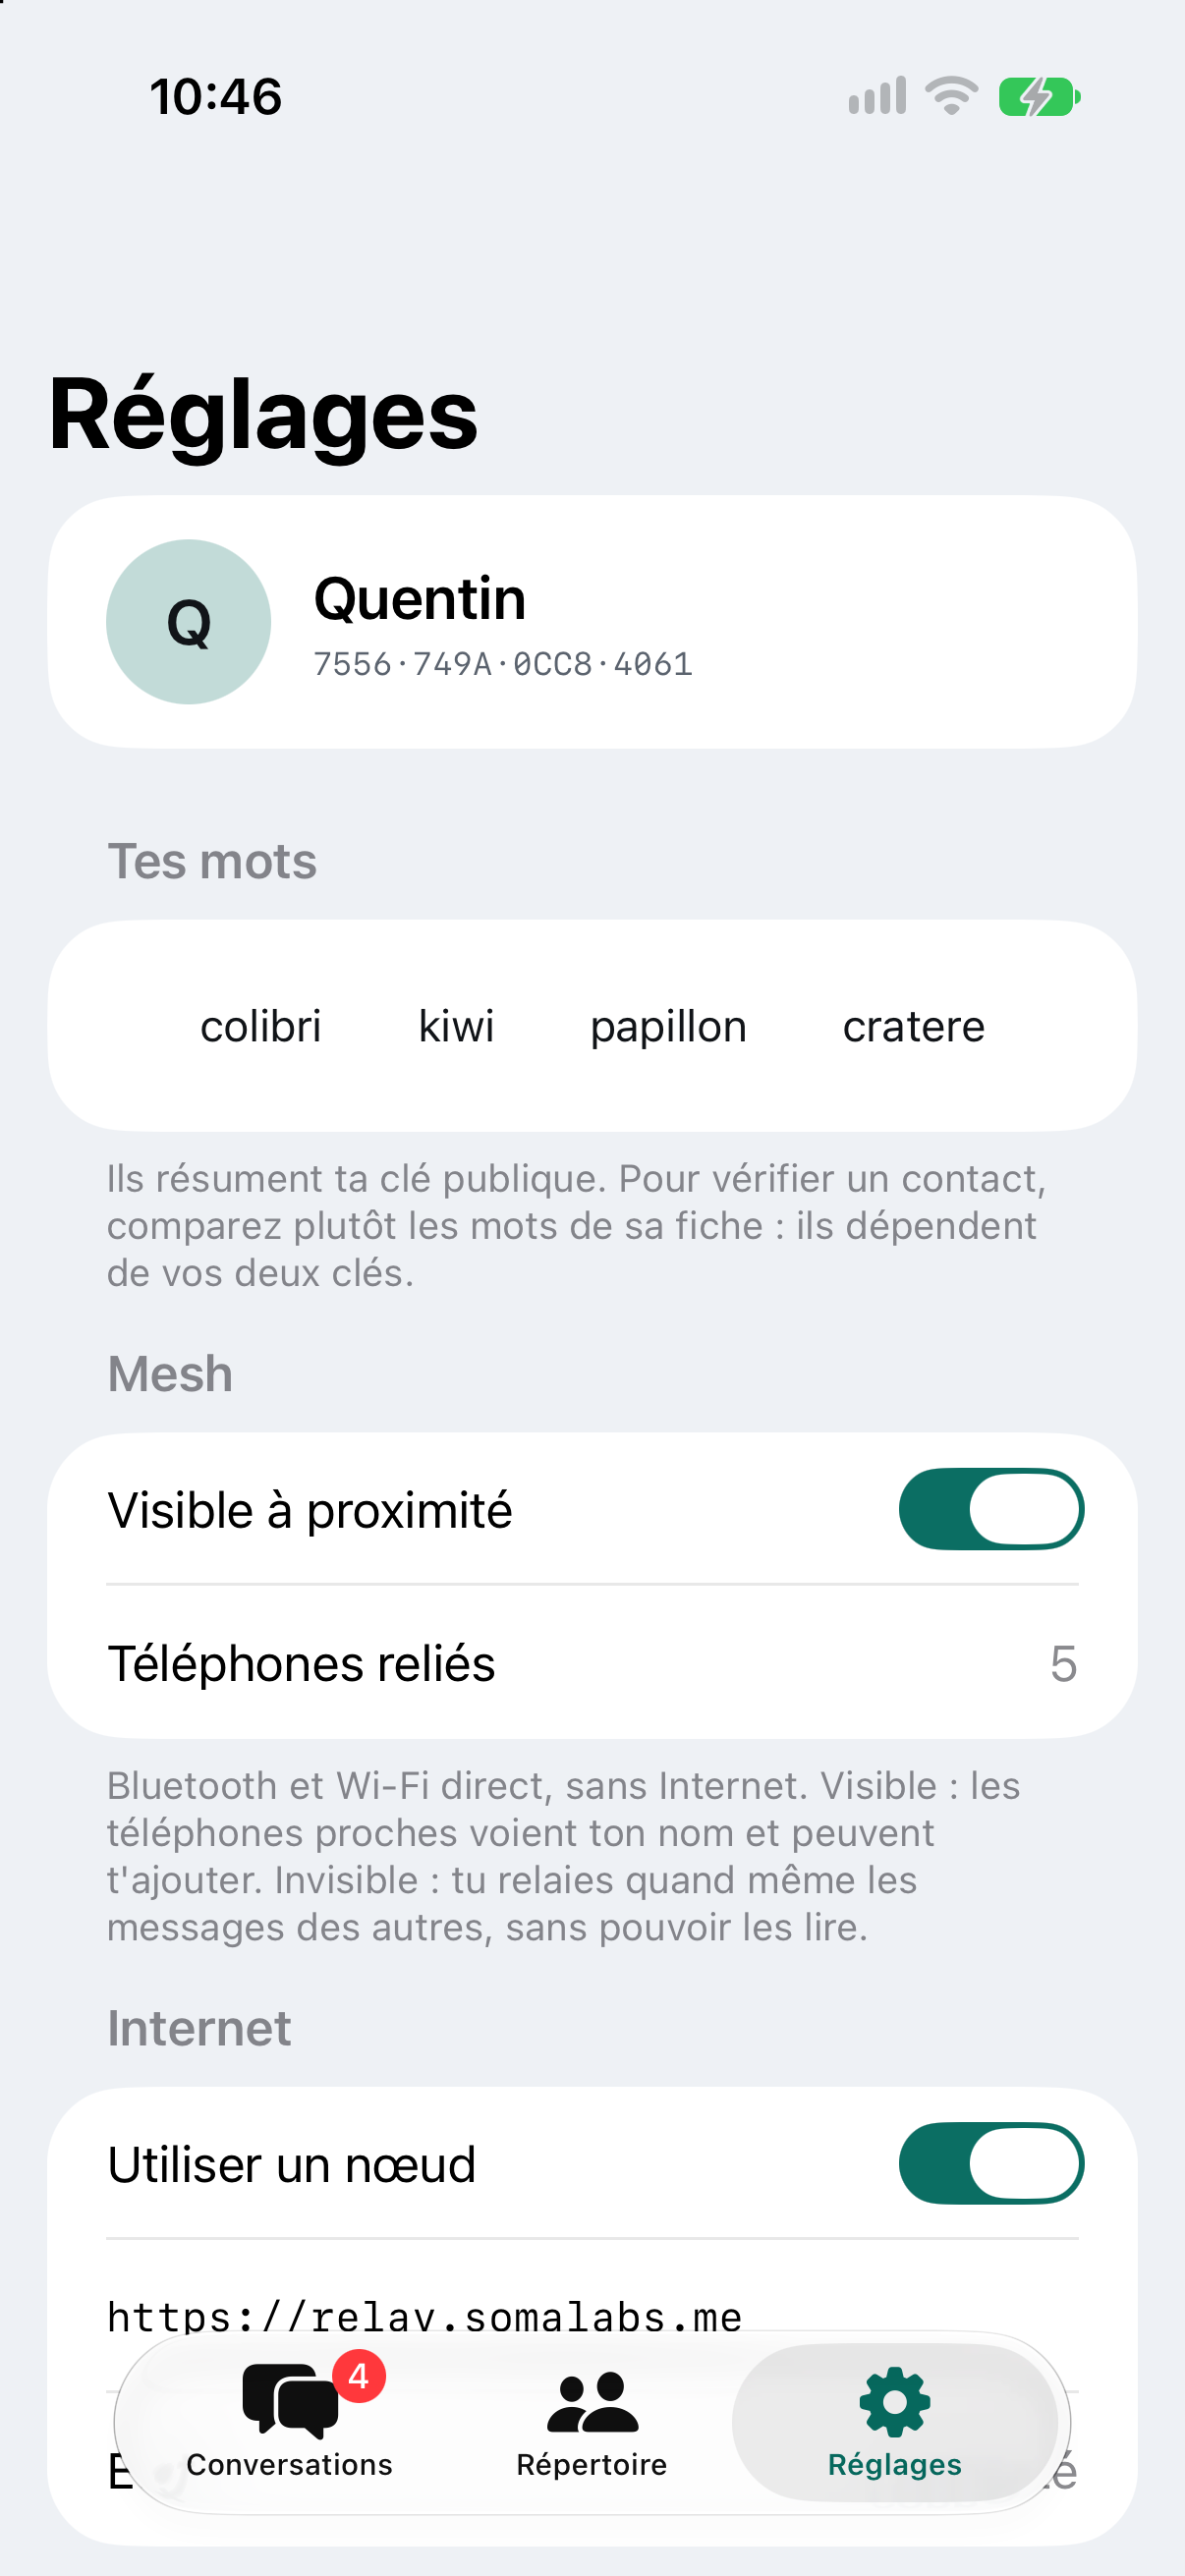 10:46
Réglages
Q
Quentin
7556·749A·0CC8·4061
Tes mots
colibri kiwi papillon cratere
Ils résument ta clé publique. Pour vérifier un contact,
comparez plutôt les mots de sa fiche : ils dépendent
de vos deux clés.
Mesh
Visible à proximité
Téléphones reliés 5
Bluetooth et Wi-Fi direct, sans Internet. Visible : les
téléphones proches voient ton nom et peuvent
t'ajouter. Invisible : tu relaies quand même les
messages des autres, sans pouvoir les lire.
Internet
Utiliser un nœud
https://relay.somalabs.me
4
Conversations Répertoire Réglages